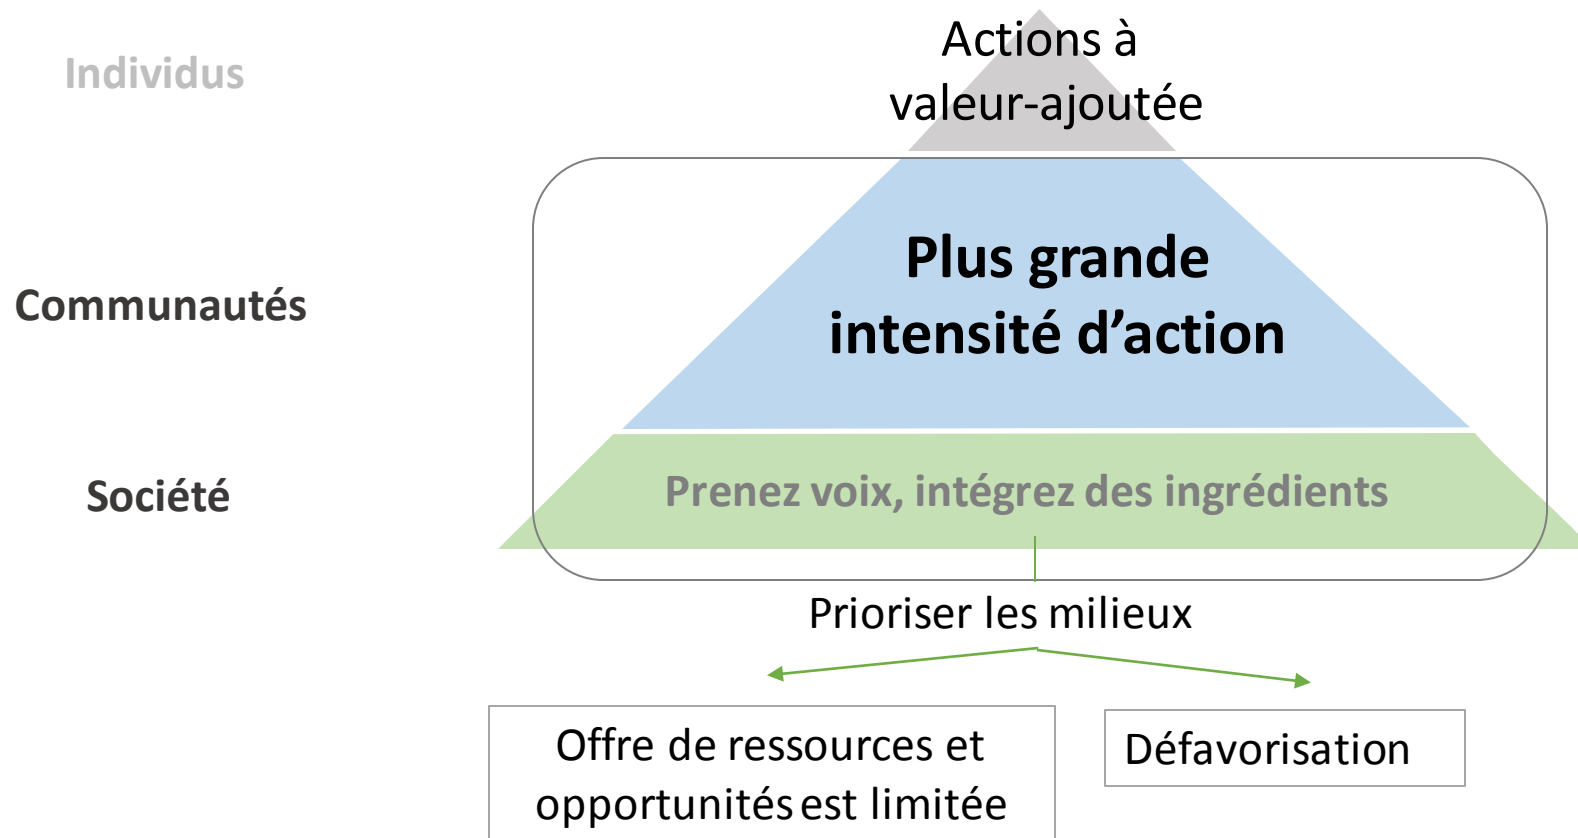 Individus
Actions à
valeur-ajoutée
Communautés
Plus grande
intensité d’action
Société
Prenez voix, intégrez des ingrédients
Prioriser les milieux
Offre de ressources et
opportunités est limitée
Défavorisation